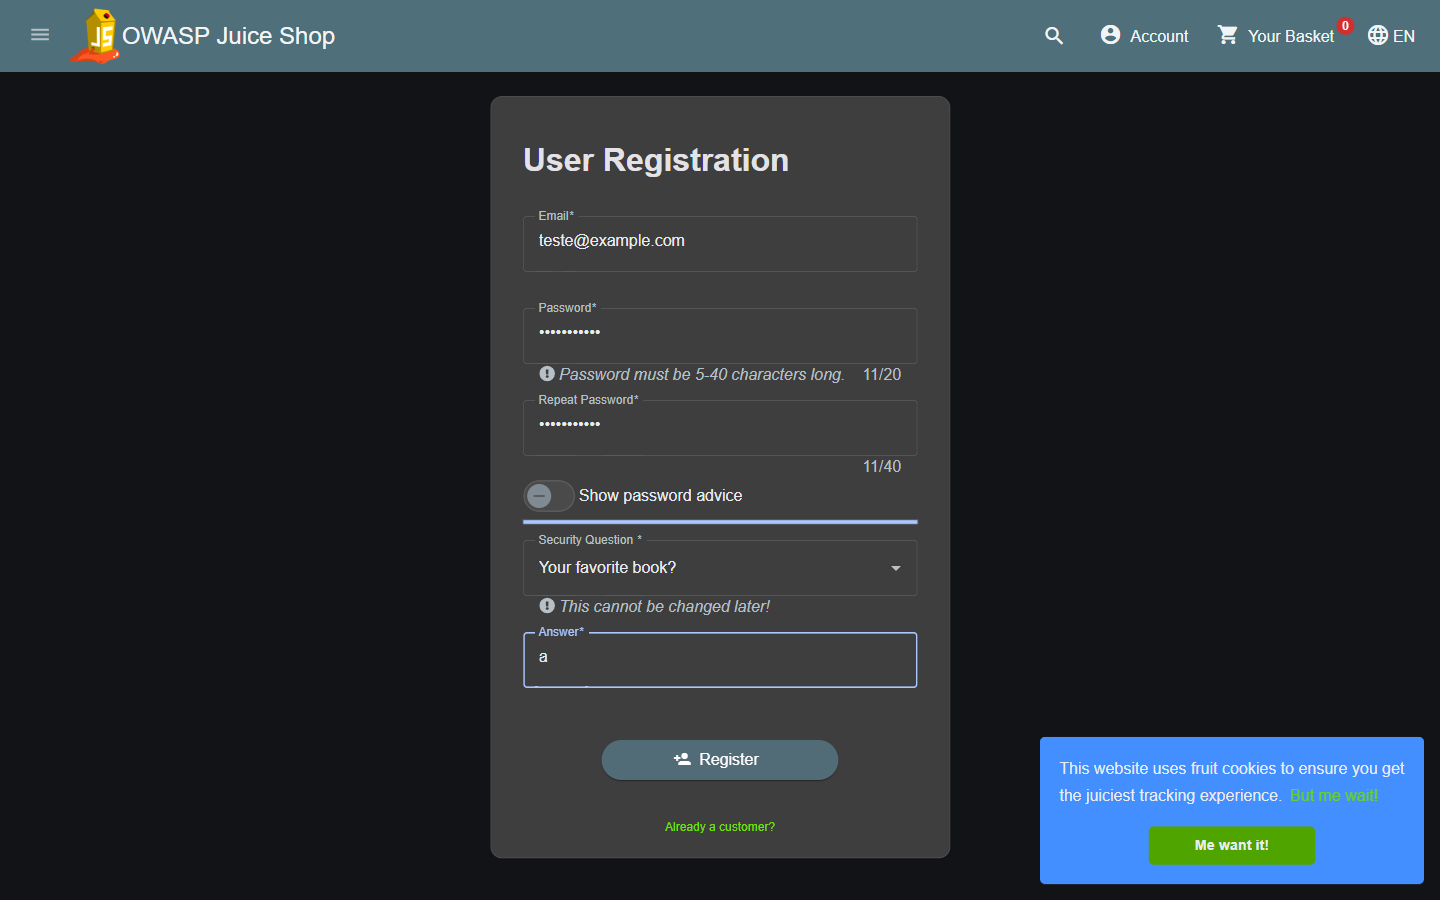 JS OWASP Juice Shop
Account
Your Basket 0
EN
User Registration
Email*
teste@example.com
Password*
•••••••••••
Password must be 5-40 characters long. 11/20
Repeat Password*
•••••••••••
11/40
Show password advice
Security Question *
Your favorite book?
This cannot be changed later!
Answer*
a
Register
Already a customer?
This website uses fruit cookies to ensure you get
the juiciest tracking experience. But me wait!
Me want it!